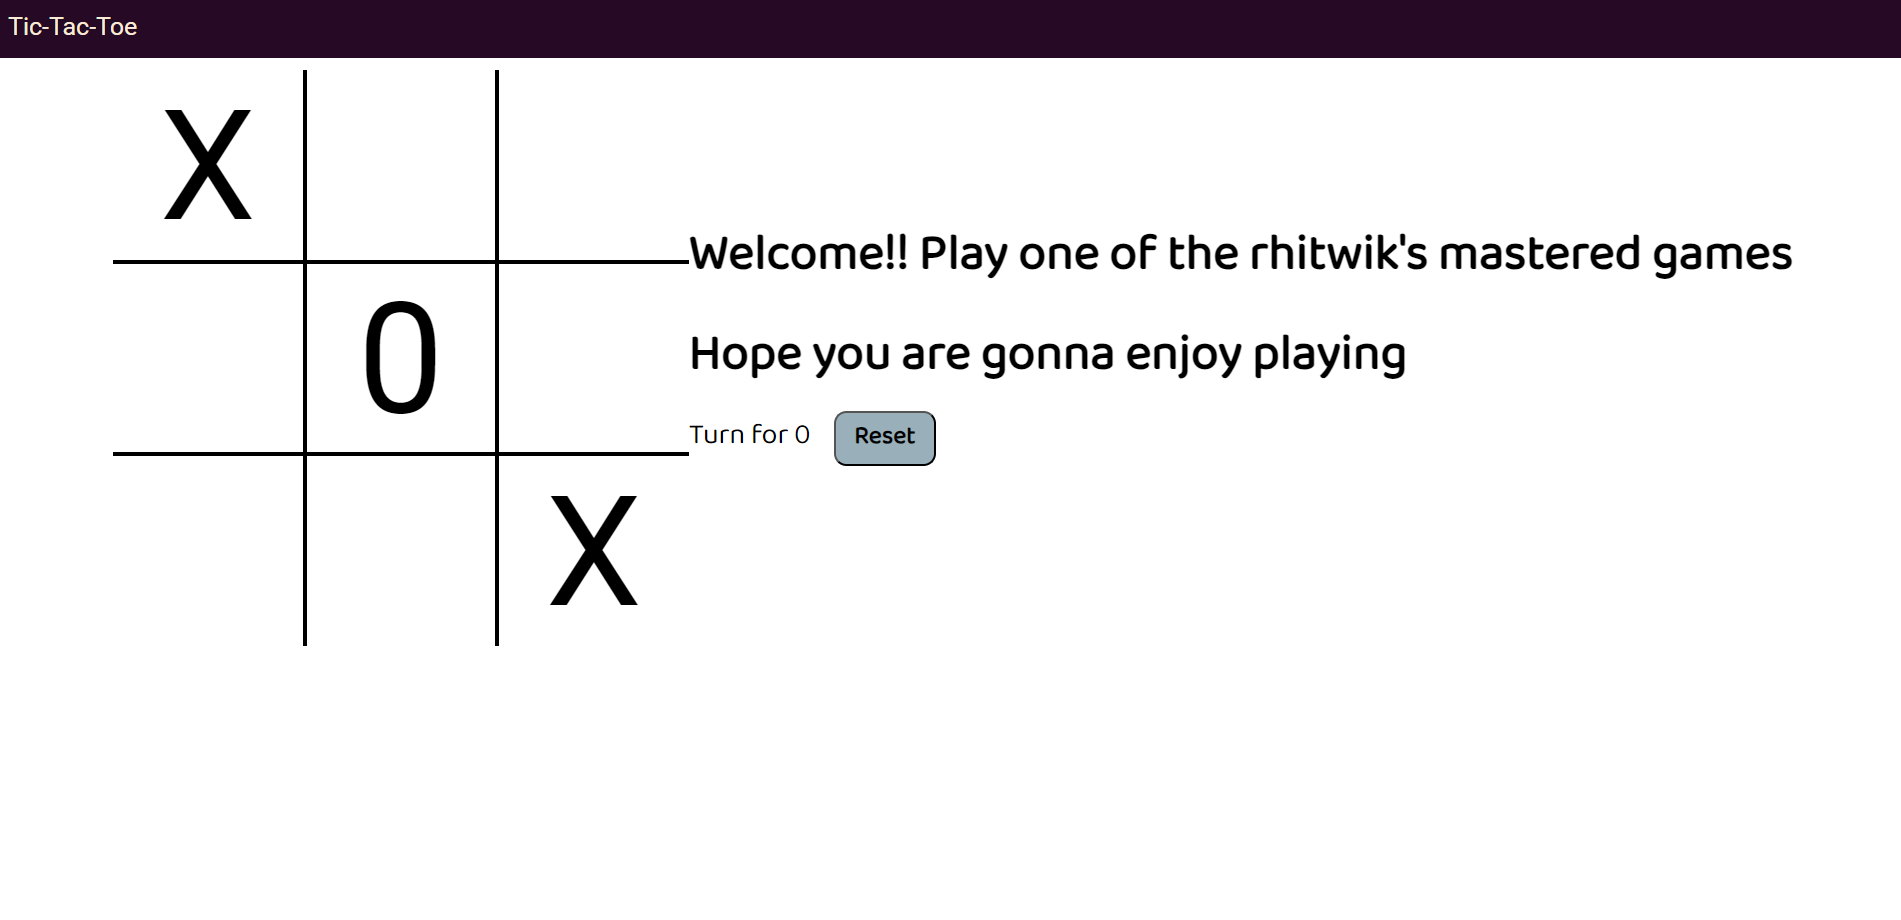 Tic-Tac-Toe
X
0
X
Welcome!! Play one of the rhitwik's mastered games
Hope you are gonna enjoy playing
Turn for 0 Reset